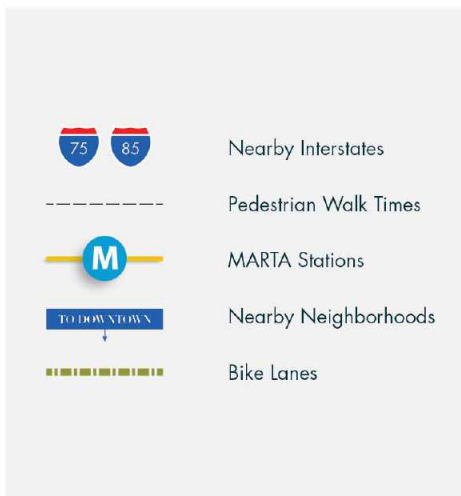 75 85 Nearby Interstates
Pedestrian Walk Times
M MARTA Stations
TO DOWNTOWN Nearby Neighborhoods
Bike Lanes